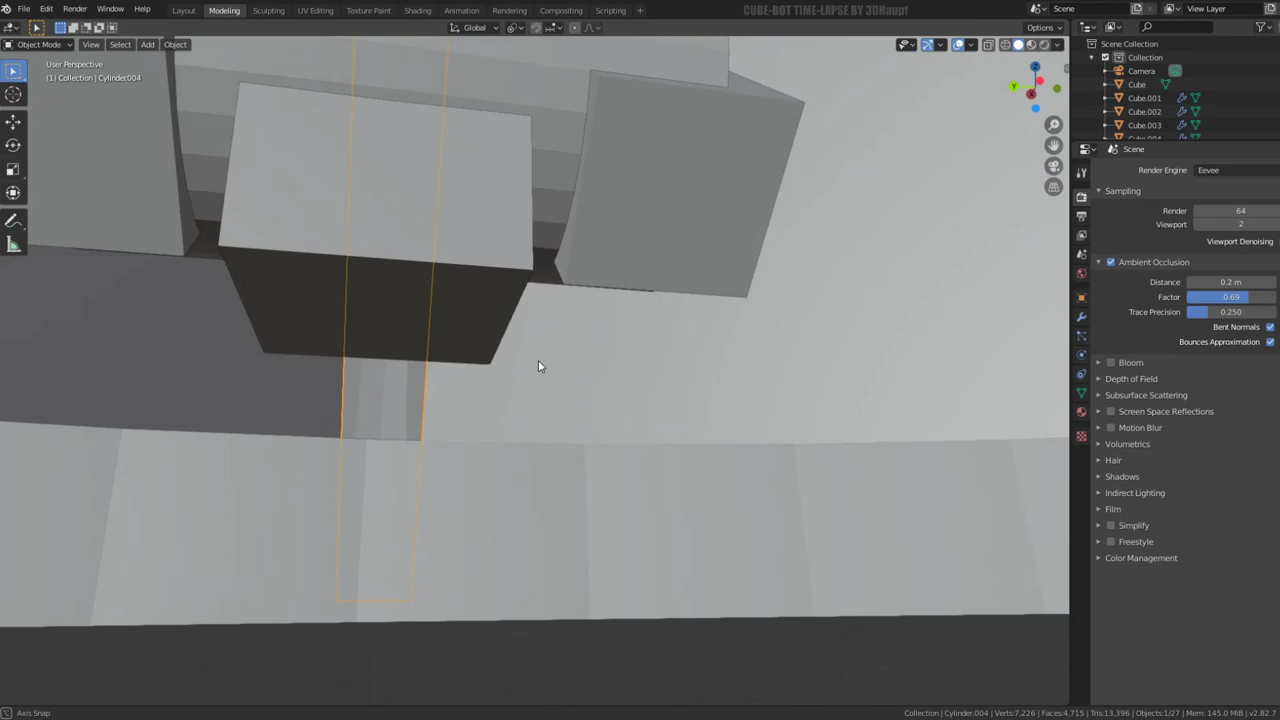 File Edit Render Window Help Layout Modeling Sculpting UV Editing Texture Paint Shading Animation Rendering Compositing Scripting + CUBE-BOT TIME-LAPSE BY 3DHaupt Scene View Layer
Global Options
Object Mode View Select Add Object
User Perspective
(1) Collection | Cylinder004
Z
Y
X
Scene Collection
Collection
Camera
Cube
Cube.001
Cube.002
Cube.003
Scene
Render Engine Eevee
Sampling
Render 64
Viewport 2
Viewport Denoising
Ambient Occlusion
Distance 0.2 m
Factor 0.69
Trace Precision 0.250
Bent Normals
Bounces Approximation
Bloom
Depth of Field
Subsurface Scattering
Screen Space Reflections
Motion Blur
Volumetrics
Hair
Shadows
Indirect Lighting
Film
Simplify
Freestyle
Color Management
Axis Snap
Collection | Cylinder.004 | Verts:7,226 | Faces:4,715 | Tris:13,396 | Objects:1/27 | Mem: 145.0 MiB | v2.82.7